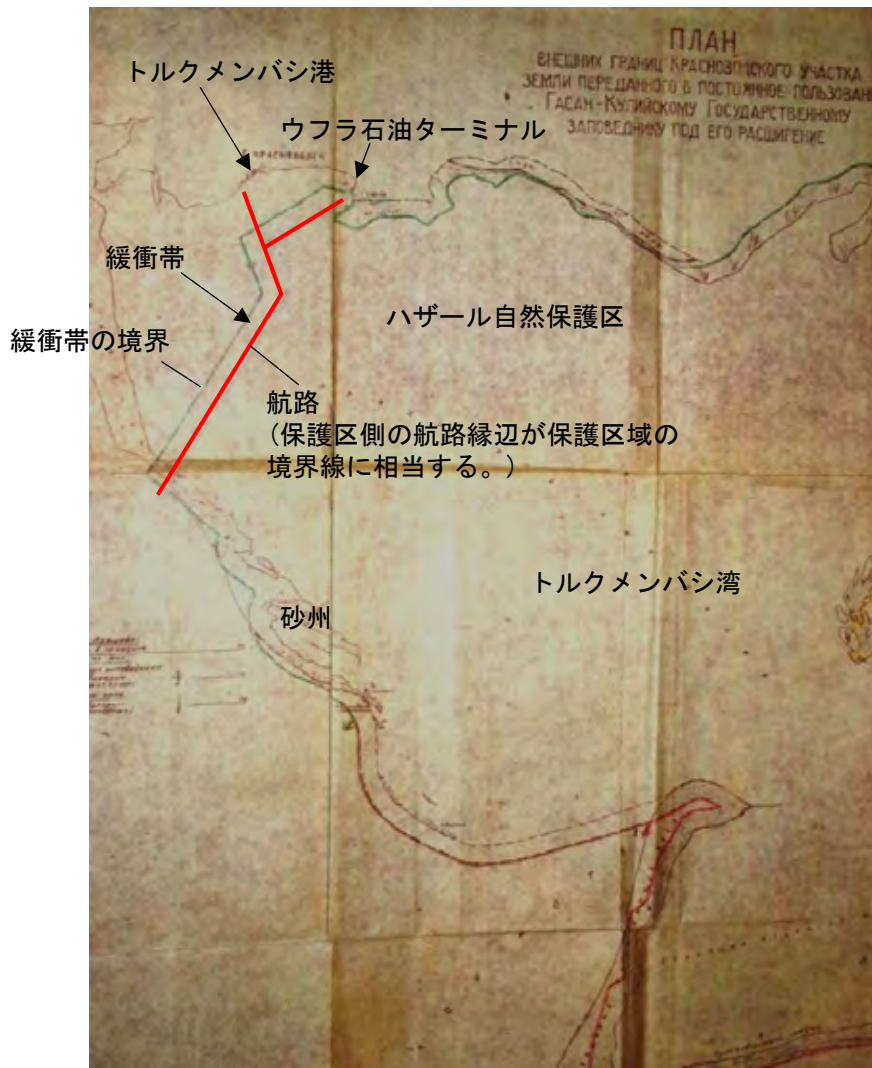 ПЛАН
ВНЕШНИХ ГРАНИЦ КРАСНОВОДСКОГО УЧАСТКА
ЗЕМЛИ ПЕРЕДАННОГО В ПОСТОЯННОЕ ПОЛЬЗОВАН
ГАСАН-КУЛИЙСКОМУ ГОСУДАРСТВЕННОМУ
ЗАПОВЕДНИКУ ПОД ЕГО РАСШИРЕНИЕ
トルクメンバシ港
ウフラ石油ターミナル
КРАСНОВОДСК
緩衝帯
ハザール自然保護区
緩衝帯の境界
航路
(保護区側の航路縁辺が保護区域の
境界線に相当する。)
トルクメンバシ湾
砂州